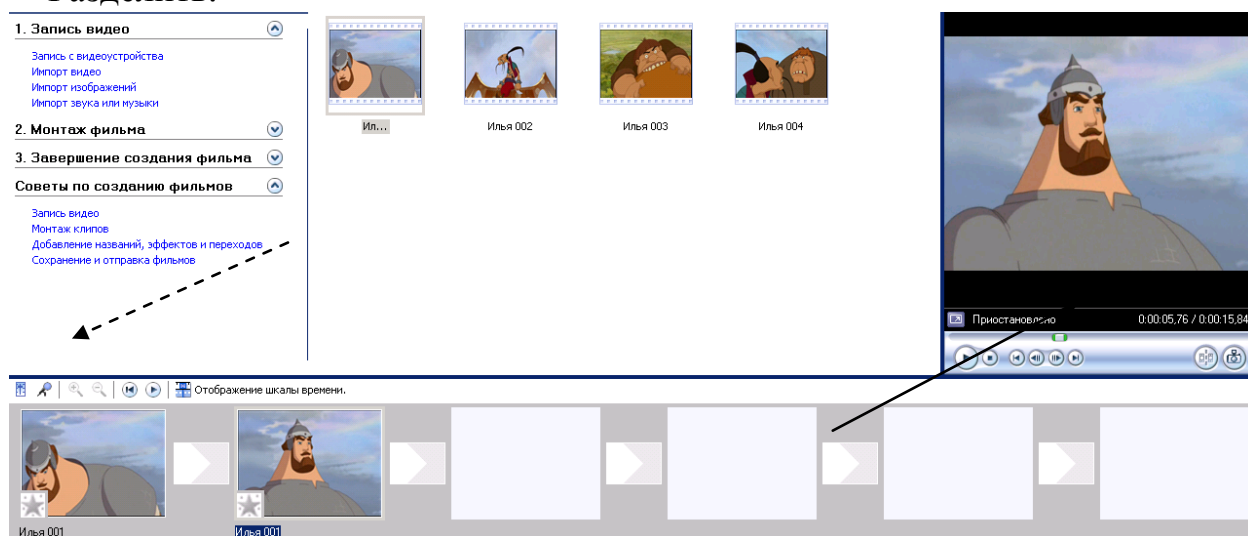 Разделить.
1. Запись видео
Запись с видеоустройства
Импорт видео
Импорт изображений
Импорт звука или музыки
2. Монтаж фильма
3. Завершение создания фильма
Советы по созданию фильмов
Запись видео
Монтаж клипов
Добавление названий, эффектов и переходов
Сохранение и отправка фильмов
Ил...
Илья 002
Илья 003
Илья 004
Приостановлено
0:00:05,76 / 0:00:15,84
Отображение шкалы времени.
Илья 001
Илья 001